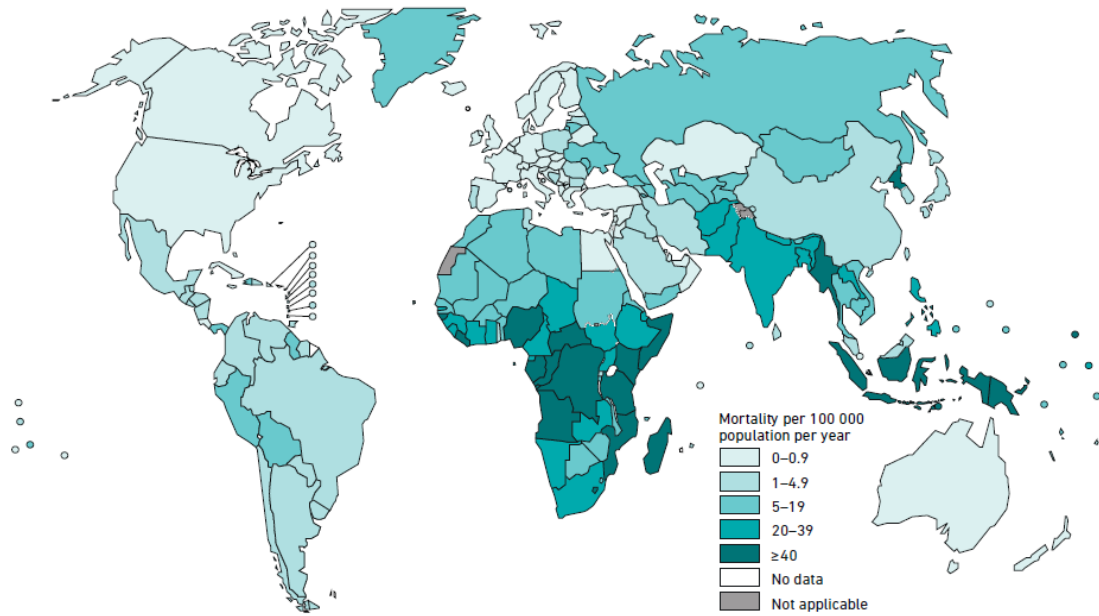 Mortality per 100 000
population per year
0–0.9
1–4.9
5–19
20–39
≥40
No data
Not applicable